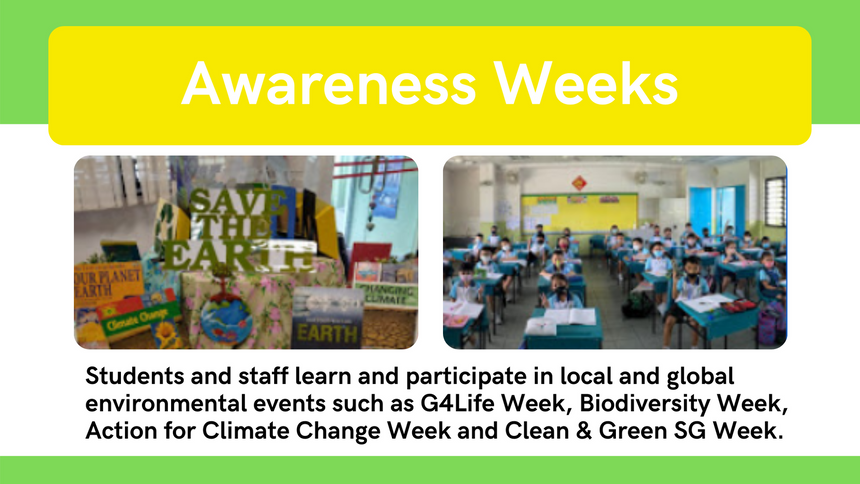 Awareness Weeks
SAVE
THE
EARTH
OUR PLANET
EARTH
Climate Change
EARTH
CHANGING
CLIMATE
Students and staff learn and participate in local and global
environmental events such as G4Life Week, Biodiversity Week,
Action for Climate Change Week and Clean & Green SG Week.